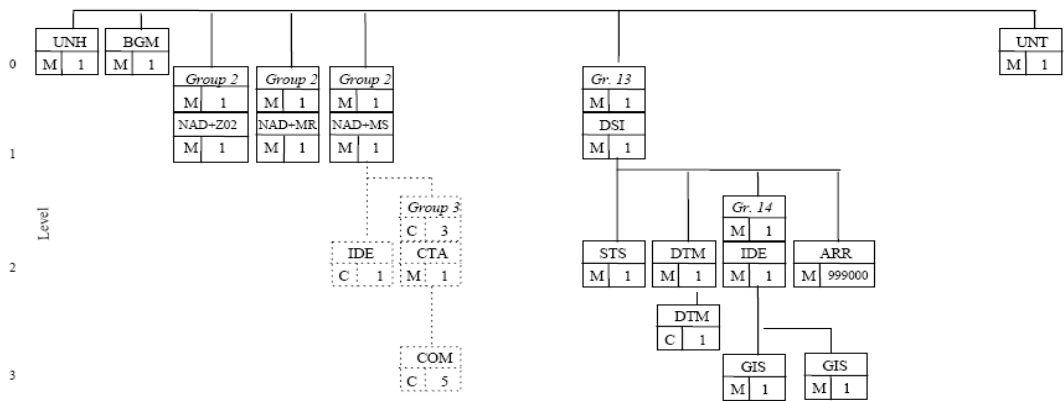 UNH BGM UNT
0 M 1 M 1 M 1
Group 2 Group 2 Group 2 Gr. 13
M 1 M 1 M 1 M 1
NAD+Z02 NAD+MR NAD+MS DSI
1 M 1 M 1 M 1 M 1
Level
Group 3 Gr. 14
C 3 M 1
IDE CTA STS DTM IDE ARR
2 C 1 M 1 M 1 M 1 M 1 M 999000
DTM
C 1
COM GIS GIS
3 C 5 M 1 M 1